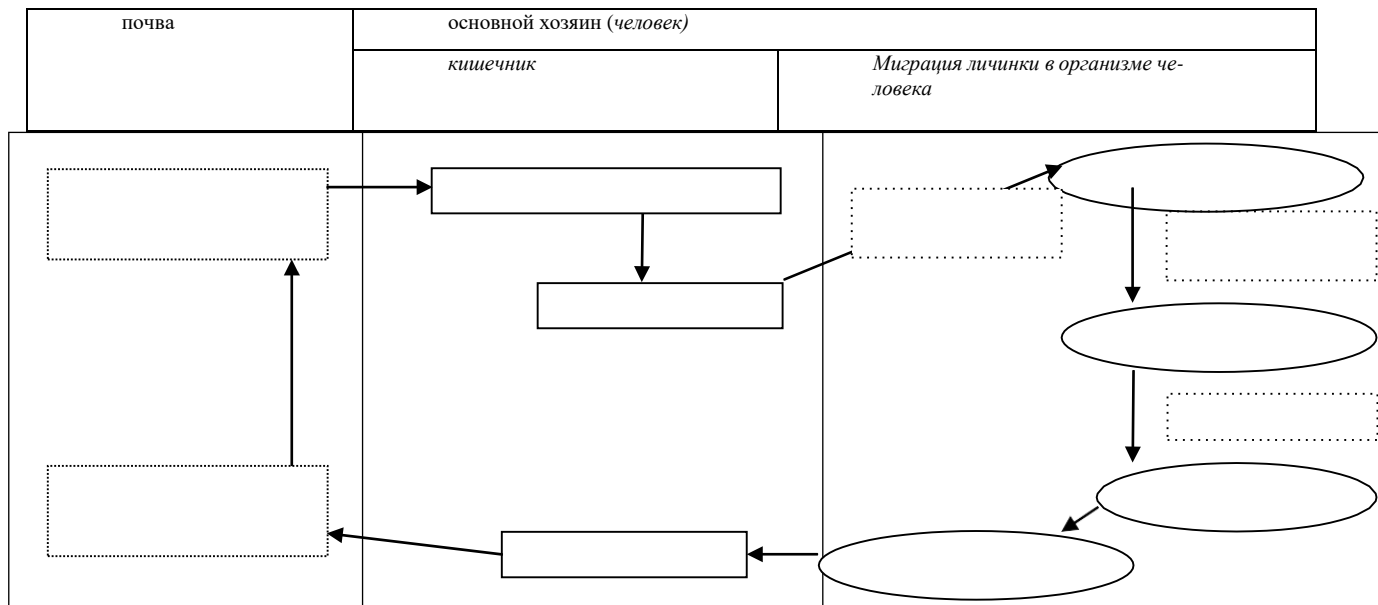 почва
основной хозяин (человек)
кишечник
Миграция личинки в организме че-
ловека